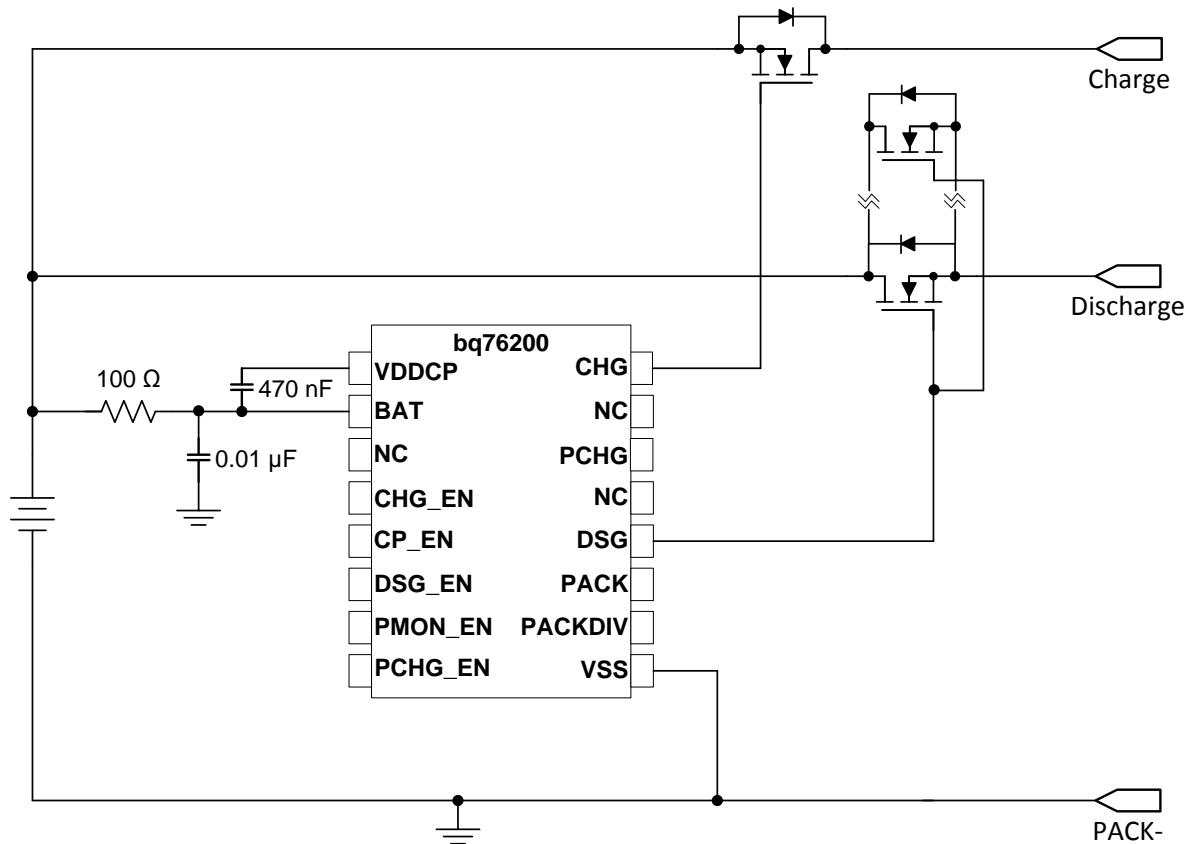 Charge
Discharge
bq76200
VDDCP
CHG
100 Ω
470 nF
BAT
NC
0.01 µF
NC
PCHG
CHG_EN
NC
CP_EN
DSG
DSG_EN
PACK
PMON_EN
PACKDIV
PCHG_EN
VSS
PACK-